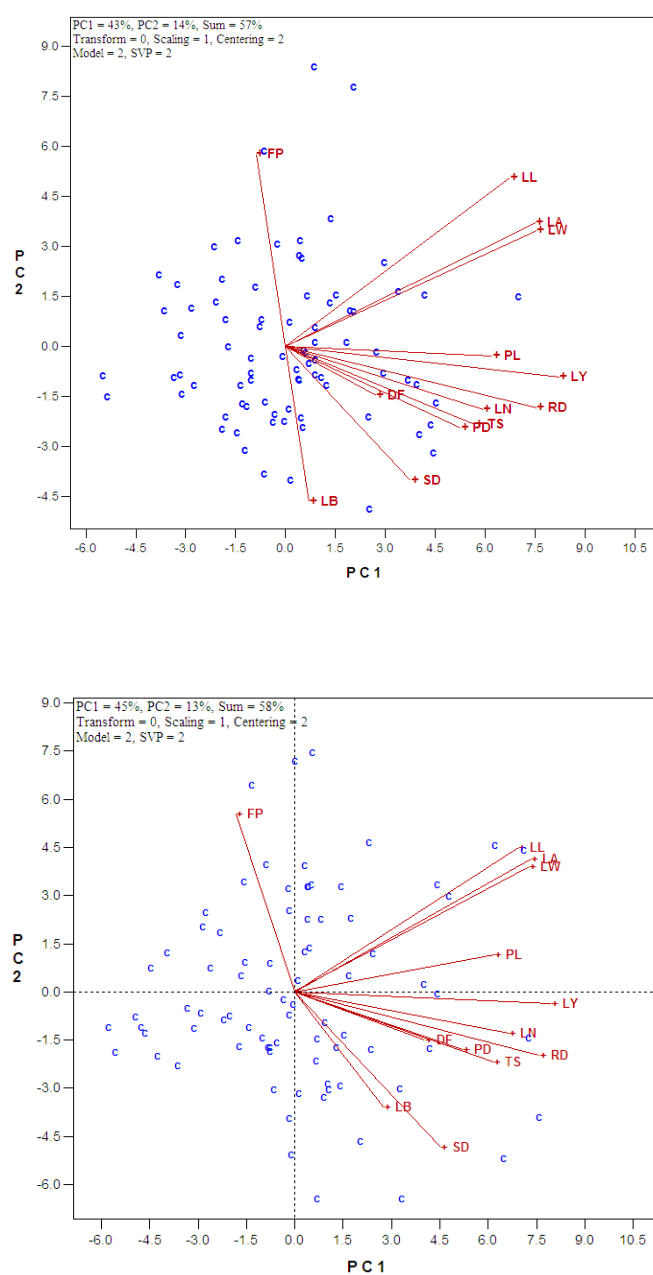 PC1 = 43%, PC2 = 14%, Sum = 57%
Transform = 0, Scaling = 1, Centering = 2
Model = 2, SVP = 2
9.0
7.5
6.0
4.5
3.0
1.5
0.0
-1.5
-3.0
-4.5
P
C
2
FP
LL
LA
LW
PL
LY
DF
LN
RD
TS
PD
SD
LB
-6.0 -4.5 -3.0 -1.5 0.0 1.5 3.0 4.5 6.0 7.5 9.0 10.5
P C 1
PC1 = 45%, PC2 = 13%, Sum = 58%
Transform = 0, Scaling = 1, Centering = 2
Model = 2, SVP = 2
9.0
7.5
6.0
4.5
3.0
1.5
0.0
-1.5
-3.0
-4.5
-6.0
P
C
2
FP
LL
LA
LW
PL
LY
LN
DF
PD
RD
TS
LB
SD
-6.0 -4.5 -3.0 -1.5 0.0 1.5 3.0 4.5 6.0 7.5 9.0 10.5
P C 1